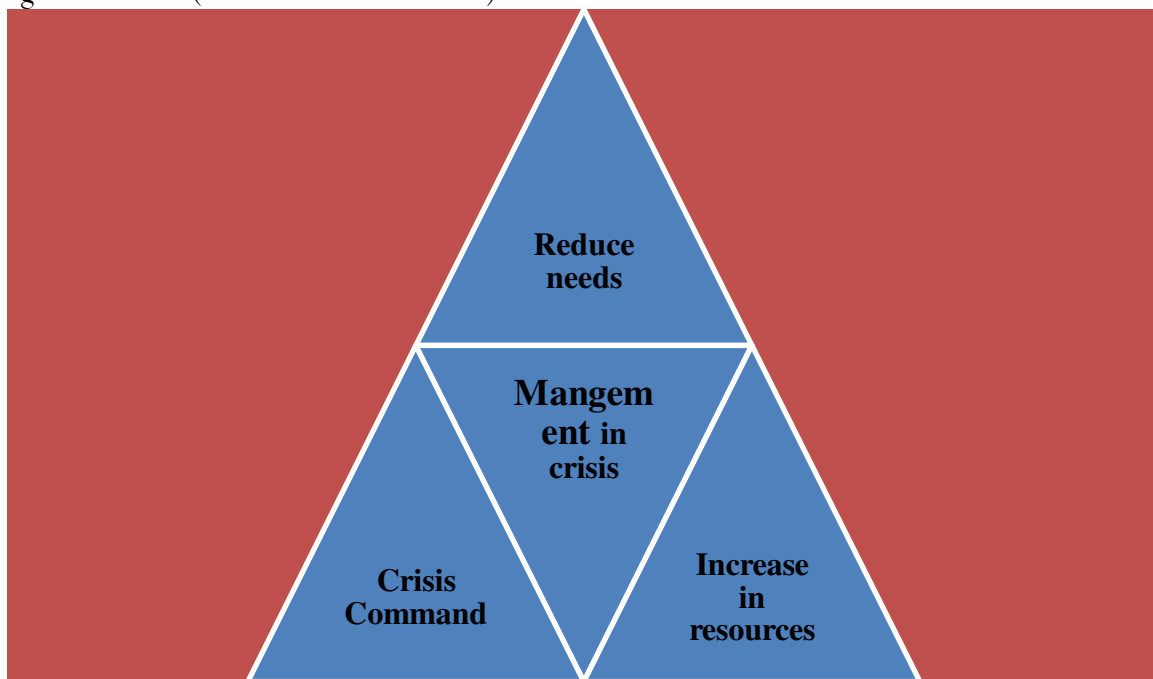 Reduce
needs
Mangem
ent in
crisis
Crisis
Command
Increase
in
resources